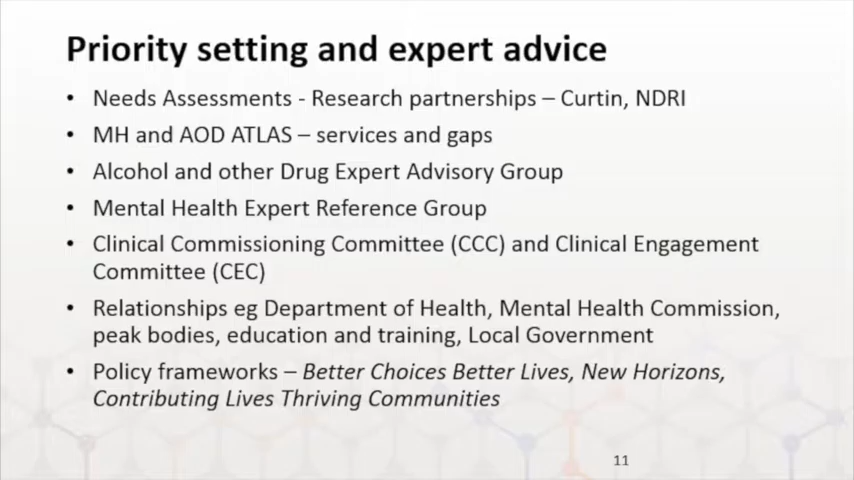 Priority setting and expert advice
• Needs Assessments - Research partnerships – Curtin, NDRI
• MH and AOD ATLAS – services and gaps
• Alcohol and other Drug Expert Advisory Group
• Mental Health Expert Reference Group
• Clinical Commissioning Committee (CCC) and Clinical Engagement
Committee (CEC)
• Relationships eg Department of Health, Mental Health Commission,
peak bodies, education and training, Local Government
• Policy frameworks – Better Choices Better Lives, New Horizons,
Contributing Lives Thriving Communities
11